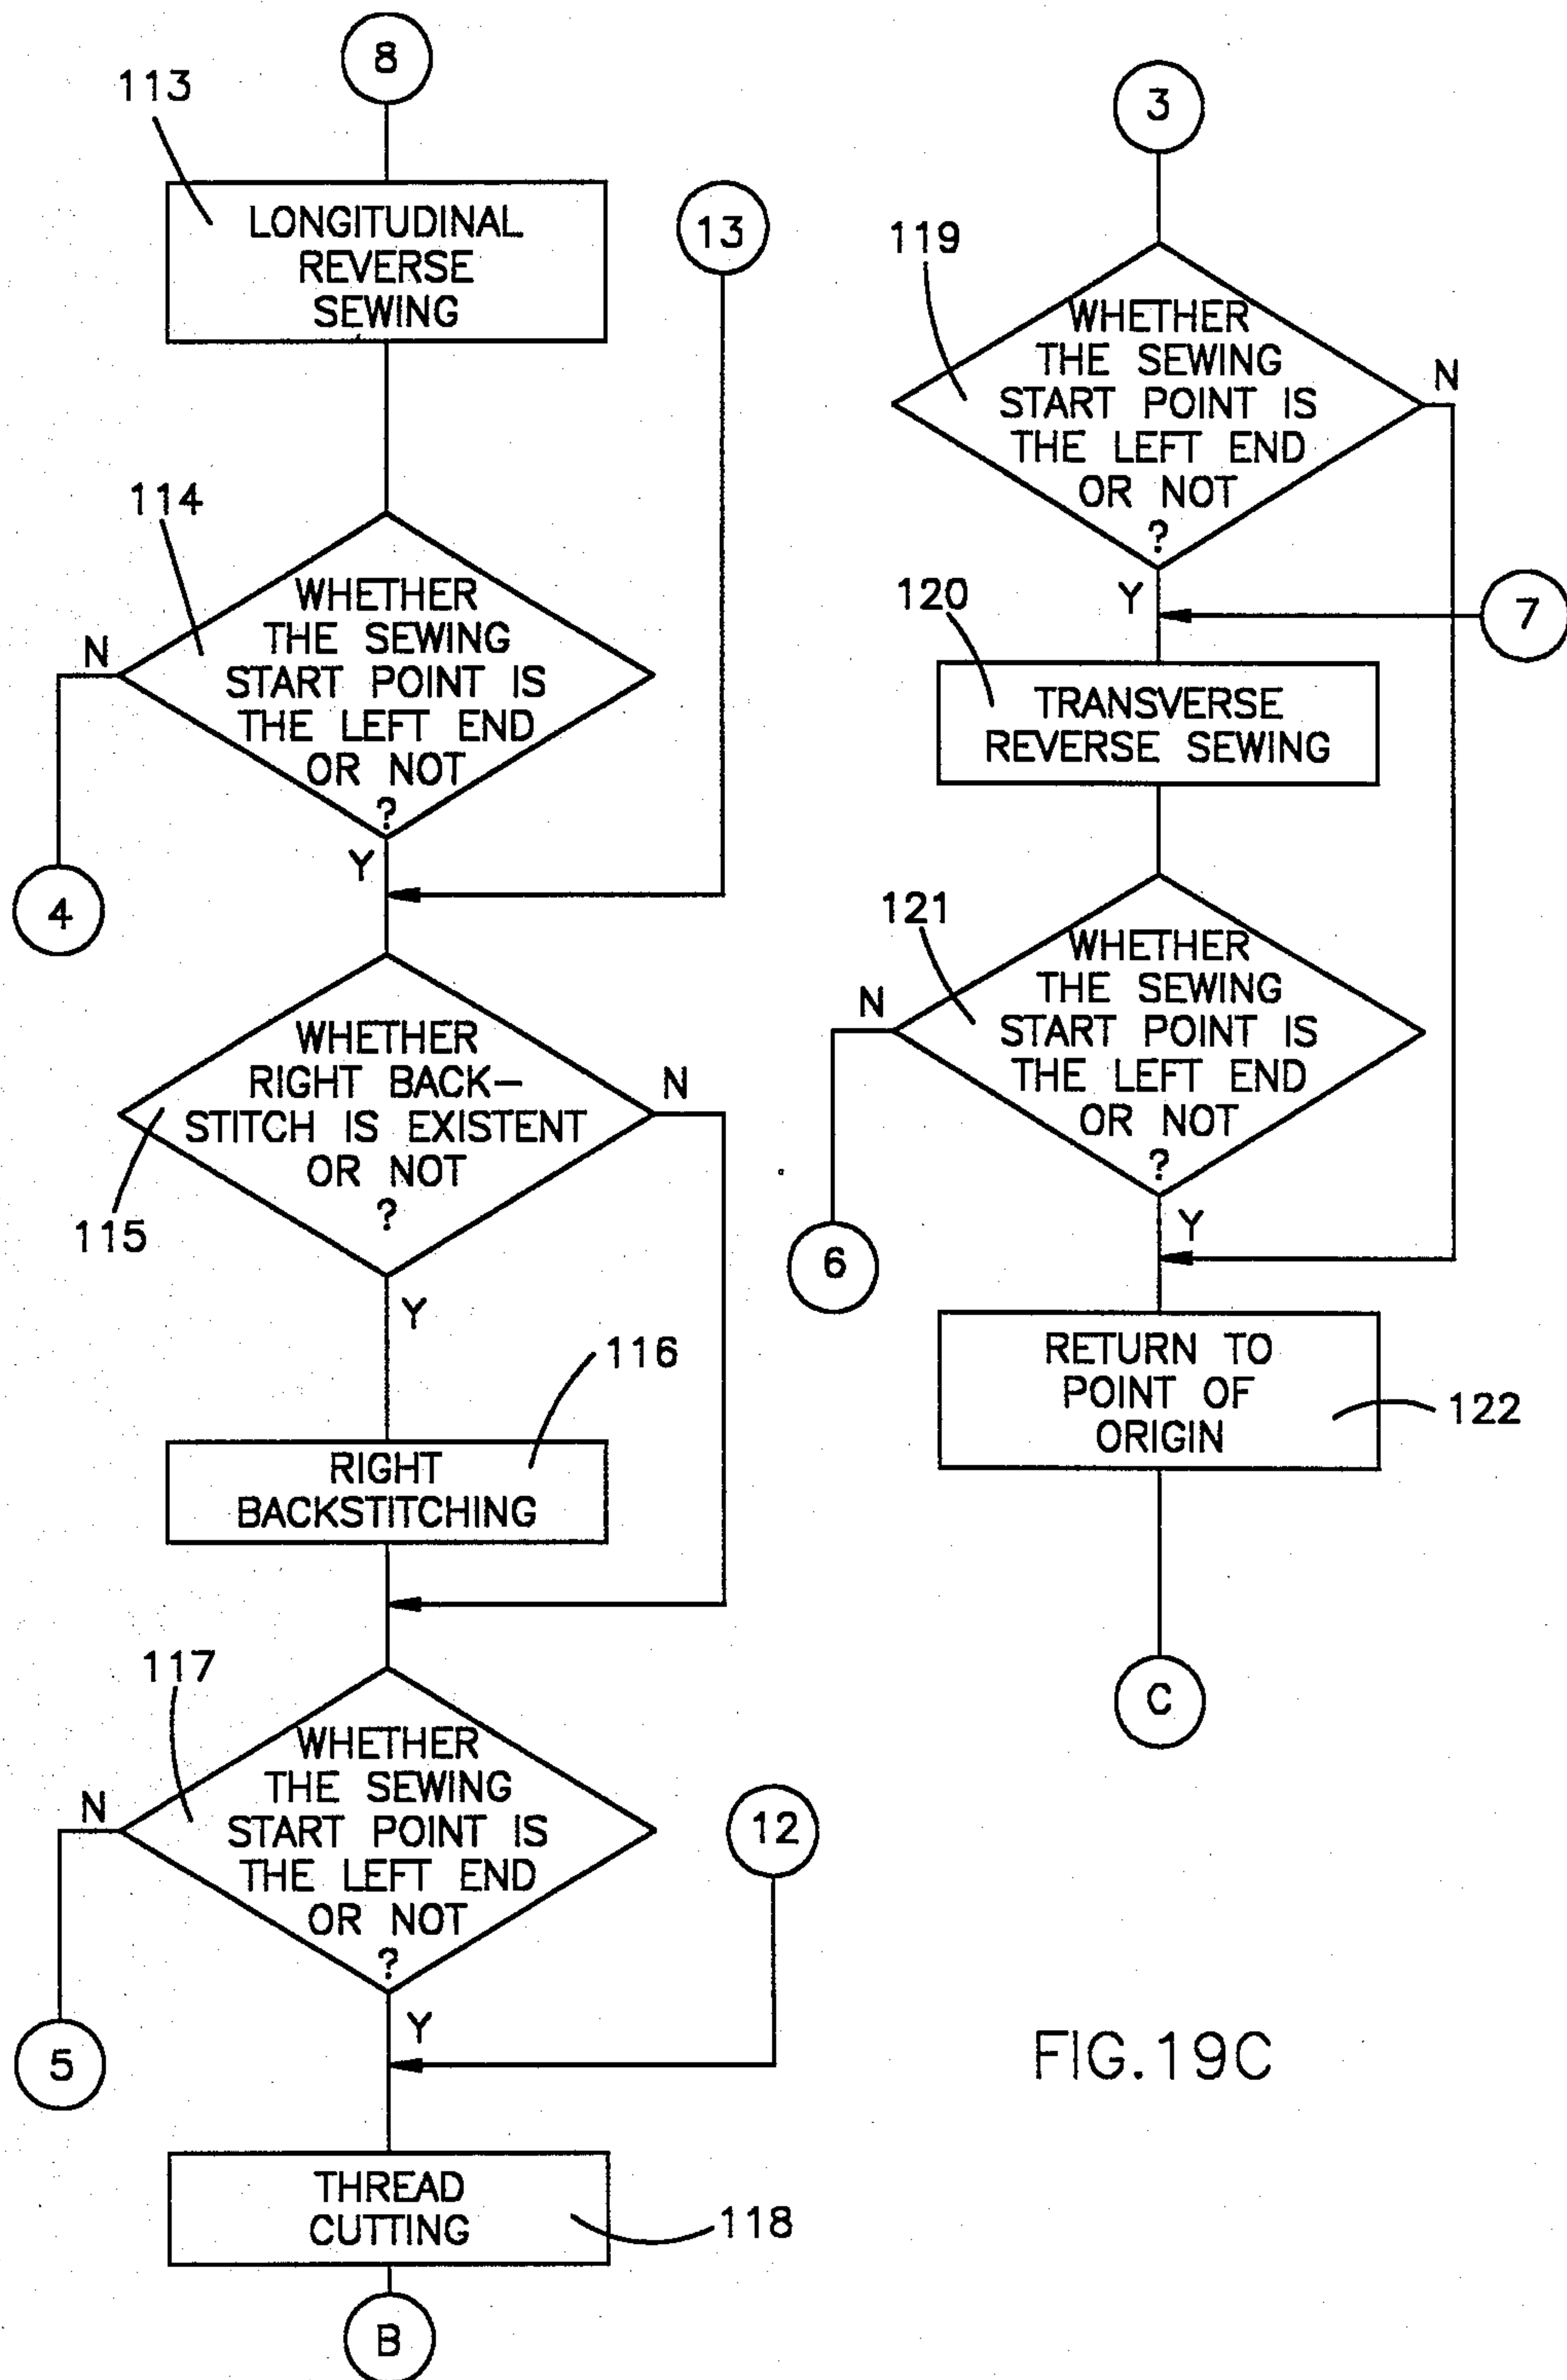 8
113
LONGITUDINAL
REVERSE
SEWING
13
114
WHETHER
THE SEWING
START POINT IS
THE LEFT END
OR NOT
?
N
Y
4
WHETHER
RIGHT BACK-
STITCH IS EXISTENT
OR NOT
?
N
115
Y
116
RIGHT
BACKSTITCHING
117
WHETHER
THE SEWING
START POINT IS
THE LEFT END
OR NOT
?
N
12
Y
5
THREAD
CUTTING
118
B
3
119
WHETHER
THE SEWING
START POINT IS
THE LEFT END
OR NOT
?
N
Y
7
120
TRANSVERSE
REVERSE SEWING
121
WHETHER
THE SEWING
START POINT IS
THE LEFT END
OR NOT
?
N
Y
6
RETURN TO
POINT OF
ORIGIN
122
C
FIG.19C